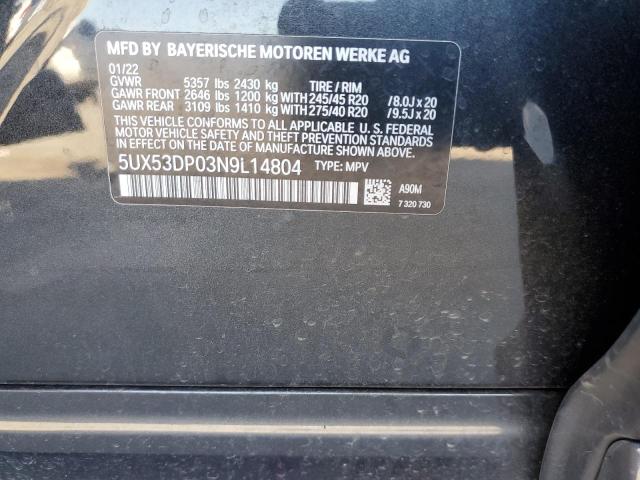 MFD BY BAYERISCHE MOTOREN WERKE AG
01/22
GVWR 5357 lbs 2430 kg TIRE / RIM
GAWR FRONT 2646 lbs 1200 kg WITH 245/45 R20 / 8.0J x 20
GAWR REAR 3109 lbs 1410 kg WITH 275/40 R20 / 9.5J x 20
THIS VEHICLE CONFORMS TO ALL APPLICABLE U. S. FEDERAL
MOTOR VEHICLE SAFETY STANDARDS IN EFFECT ON THE
DATE OF MANUFACTURE SHOWN ABOVE.
5UX53DP03N9L14804 TYPE: MPV
A90M
7 320 730